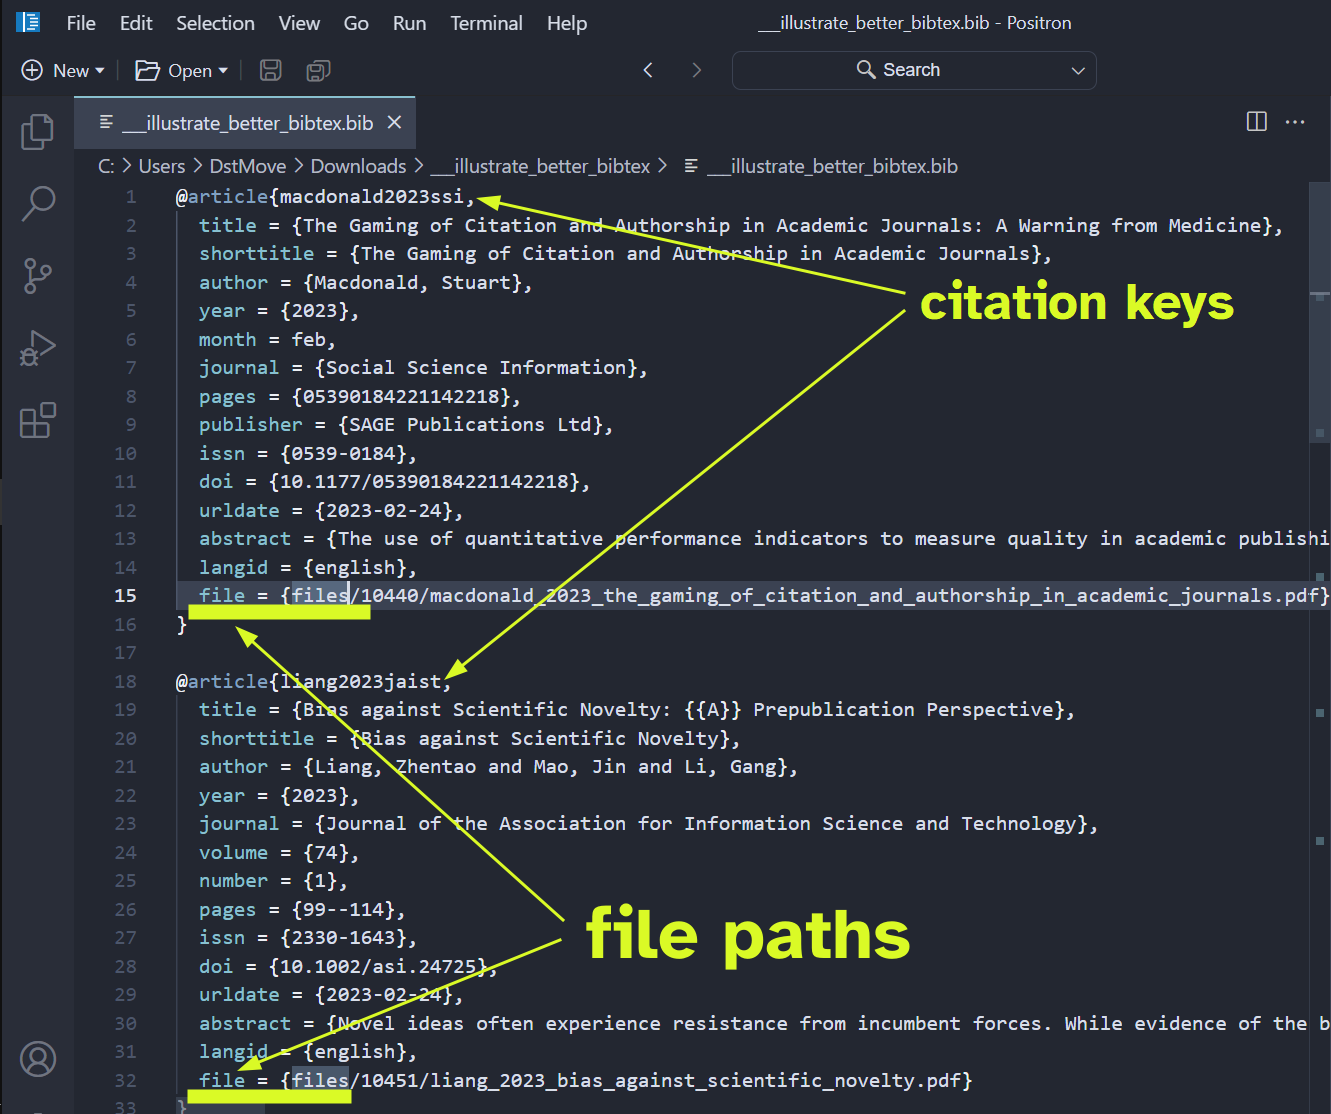 File Edit Selection View Go Run Terminal Help __illustrate_better_bibtex.bib - Positron
New Open Search
__illustrate_better_bibtex.bib
C: > Users > DstMove > Downloads > __illustrate_better_bibtex > __illustrate_better_bibtex.bib
1 @article{macdonald2023ssi,
2 title = {The Gaming of Citation and Authorship in Academic Journals: A Warning from Medicine},
3 shorttitle = {The Gaming of Citation and Authorship in Academic Journals},
4 author = {Macdonald, Stuart},
citation keys
5 year = {2023},
6 month = feb,
7 journal = {Social Science Information},
8 pages = {05390184221142218},
9 publisher = {SAGE Publications Ltd},
10 issn = {0539-0184},
11 doi = {10.1177/05390184221142218},
12 urldate = {2023-02-24},
13 abstract = {The use of quantitative performance indicators to measure quality in academic publishi
14 langid = {english},
15 file = {files/10440/macdonald_2023_the_gaming_of_citation_and_authorship_in_academic_journals.pdf}
16 }
17
18 @article{liang2023jaist,
19 title = {Bias against Scientific Novelty: {{A}} Prepublication Perspective},
20 shorttitle = {Bias against Scientific Novelty},
21 author = {Liang, Zhentao and Mao, Jin and Li, Gang},
22 year = {2023},
23 journal = {Journal of the Association for Information Science and Technology},
24 volume = {74},
25 number = {1},
26 pages = {99--114},
file paths
27 issn = {2330-1643},
28 doi = {10.1002/asi.24725},
29 urldate = {2023-02-24},
30 abstract = {Novel ideas often experience resistance from incumbent forces. While evidence of the b
31 langid = {english},
32 file = {files/10451/liang_2023_bias_against_scientific_novelty.pdf}
33 }